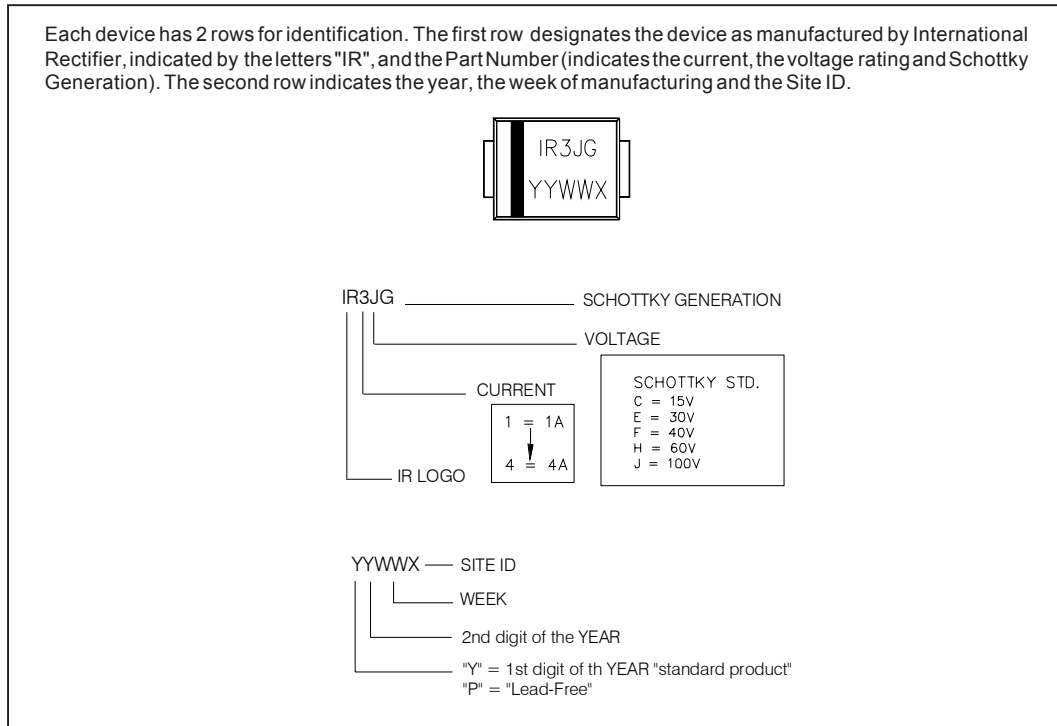 Each device has 2 rows for identification. The first row designates the device as manufactured by International
Rectifier, indicated by the letters "IR", and the Part Number (indicates the current, the voltage rating and Schottky
Generation). The second row indicates the year, the week of manufacturing and the Site ID.
IR3JG
YYWWX
IR3JG
SCHOTTKY GENERATION
VOLTAGE
SCHOTTKY STD.
C = 15V
E = 30V
F = 40V
H = 60V
J = 100V
CURRENT
1 = 1A
4 = 4A
IR LOGO
YYWWX
SITE ID
WEEK
2nd digit of the YEAR
"Y" = 1st digit of th YEAR "standard product"
"P" = "Lead-Free"